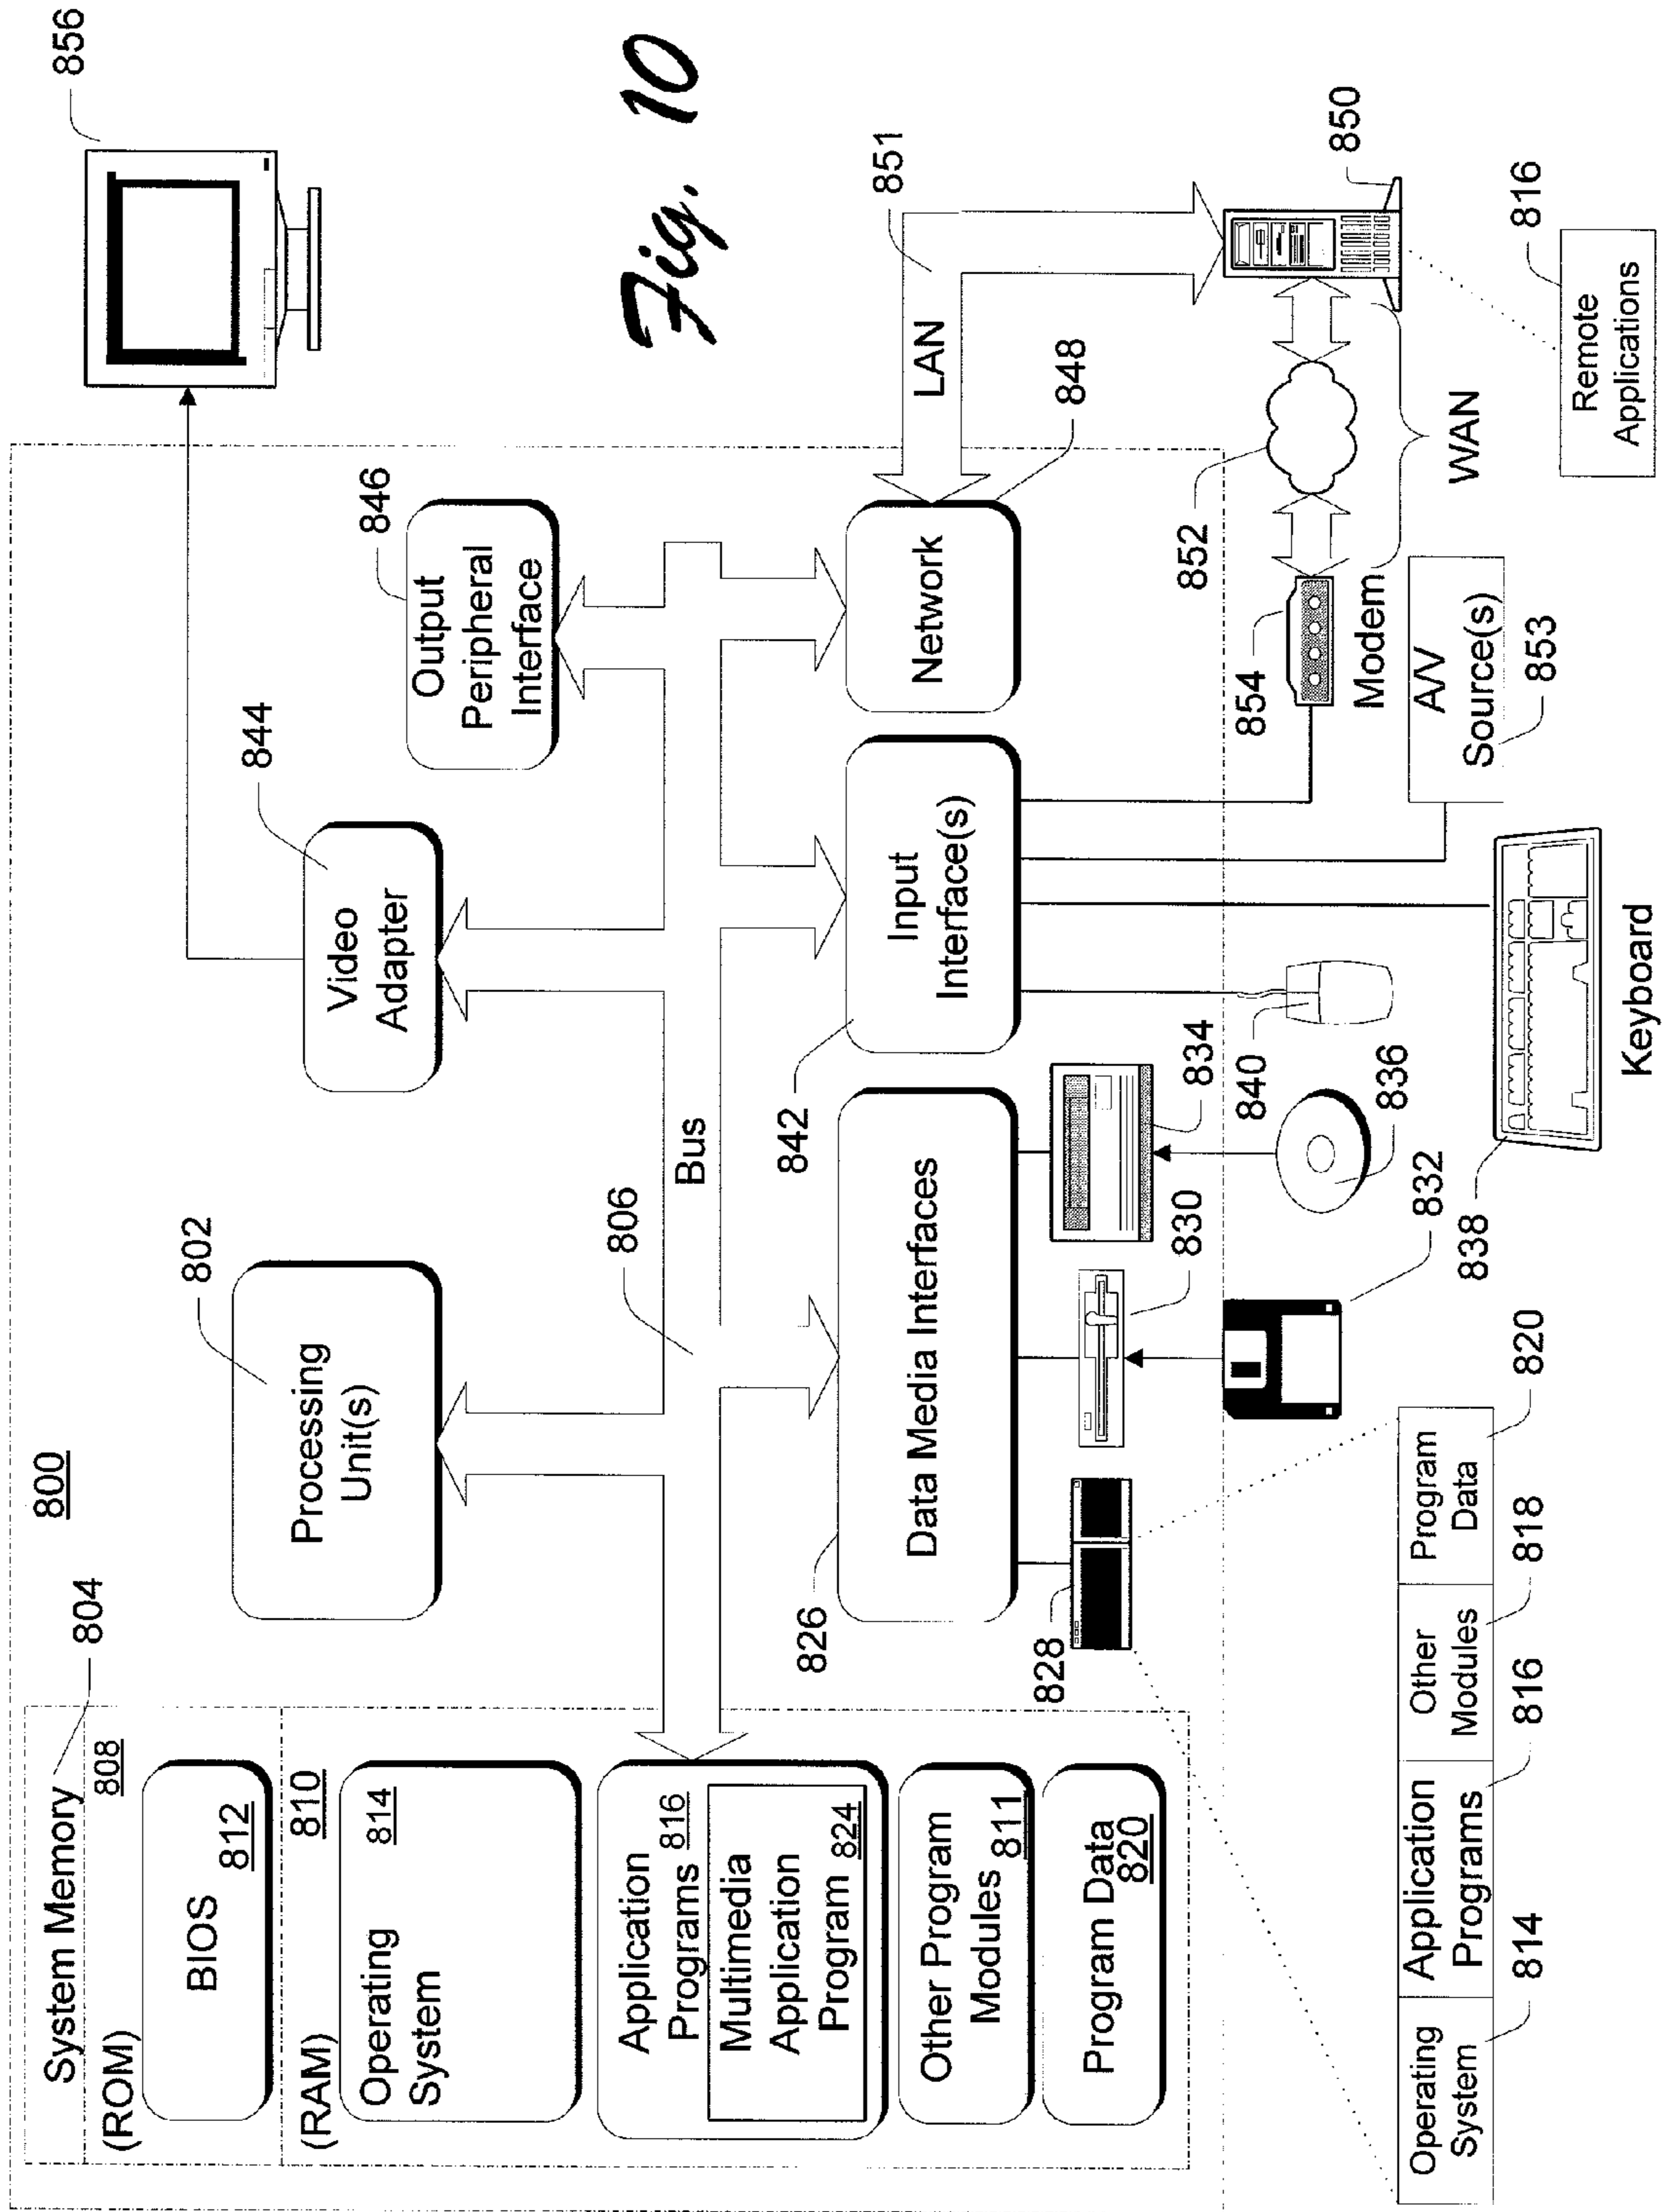 800
System Memory
804
(ROM)
808
BIOS
812
(RAM)
810
Operating
System
814
Application
Programs 816
Multimedia
Application
Program 824
Other Program
Modules 811
Program Data
820
Processing
Unit(s)
802
Video
Adapter
844
Output
Peripheral
Interface
846
856
Fig. 10
806
Bus
826
Data Media Interfaces
842
Input
Interface(s)
Network
848
LAN
851
828
830
834
832
836
840
838
Keyboard
854
Modem
852
WAN
850
A/V
Source(s)
853
Remote
Applications
816
Operating
System
814
Application
Programs
816
Other
Modules
818
Program
Data
820